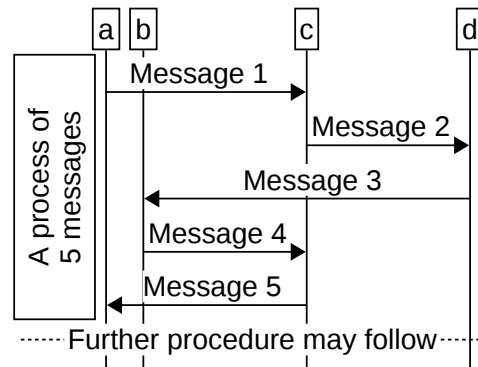 a b c d
Message 1
Message 2
Message 3
Message 4
Message 5
A process of
5 messages
Further procedure may follow